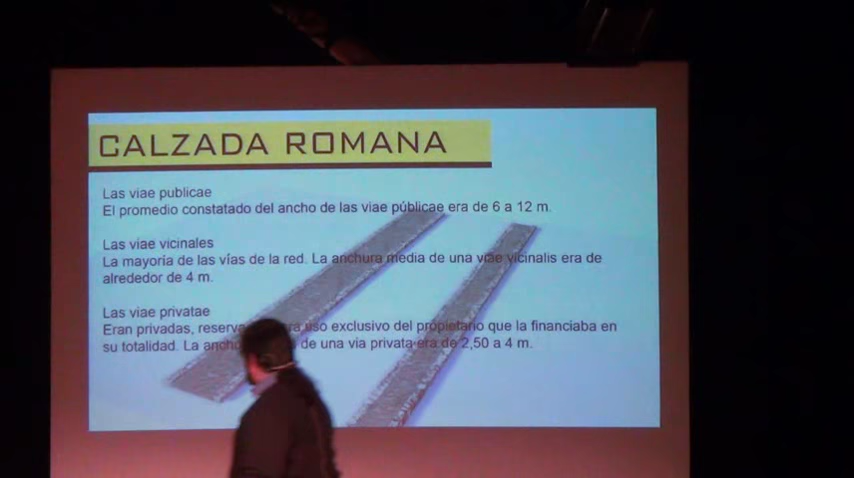 CALZADA ROMANA
Las viae publicae
El promedio constatado del ancho de las viae públicae era de 6 a 12 m.
Las viae vicinales
La mayoría de las vías de la red. La anchura media de una viae vicinalis era de
alrededor de 4 m.
Las viae privatae
Eran privadas, uso exclusivo del propietario que la financiaba en
su totalidad. La de una via privata era de 2,50 a 4 m.